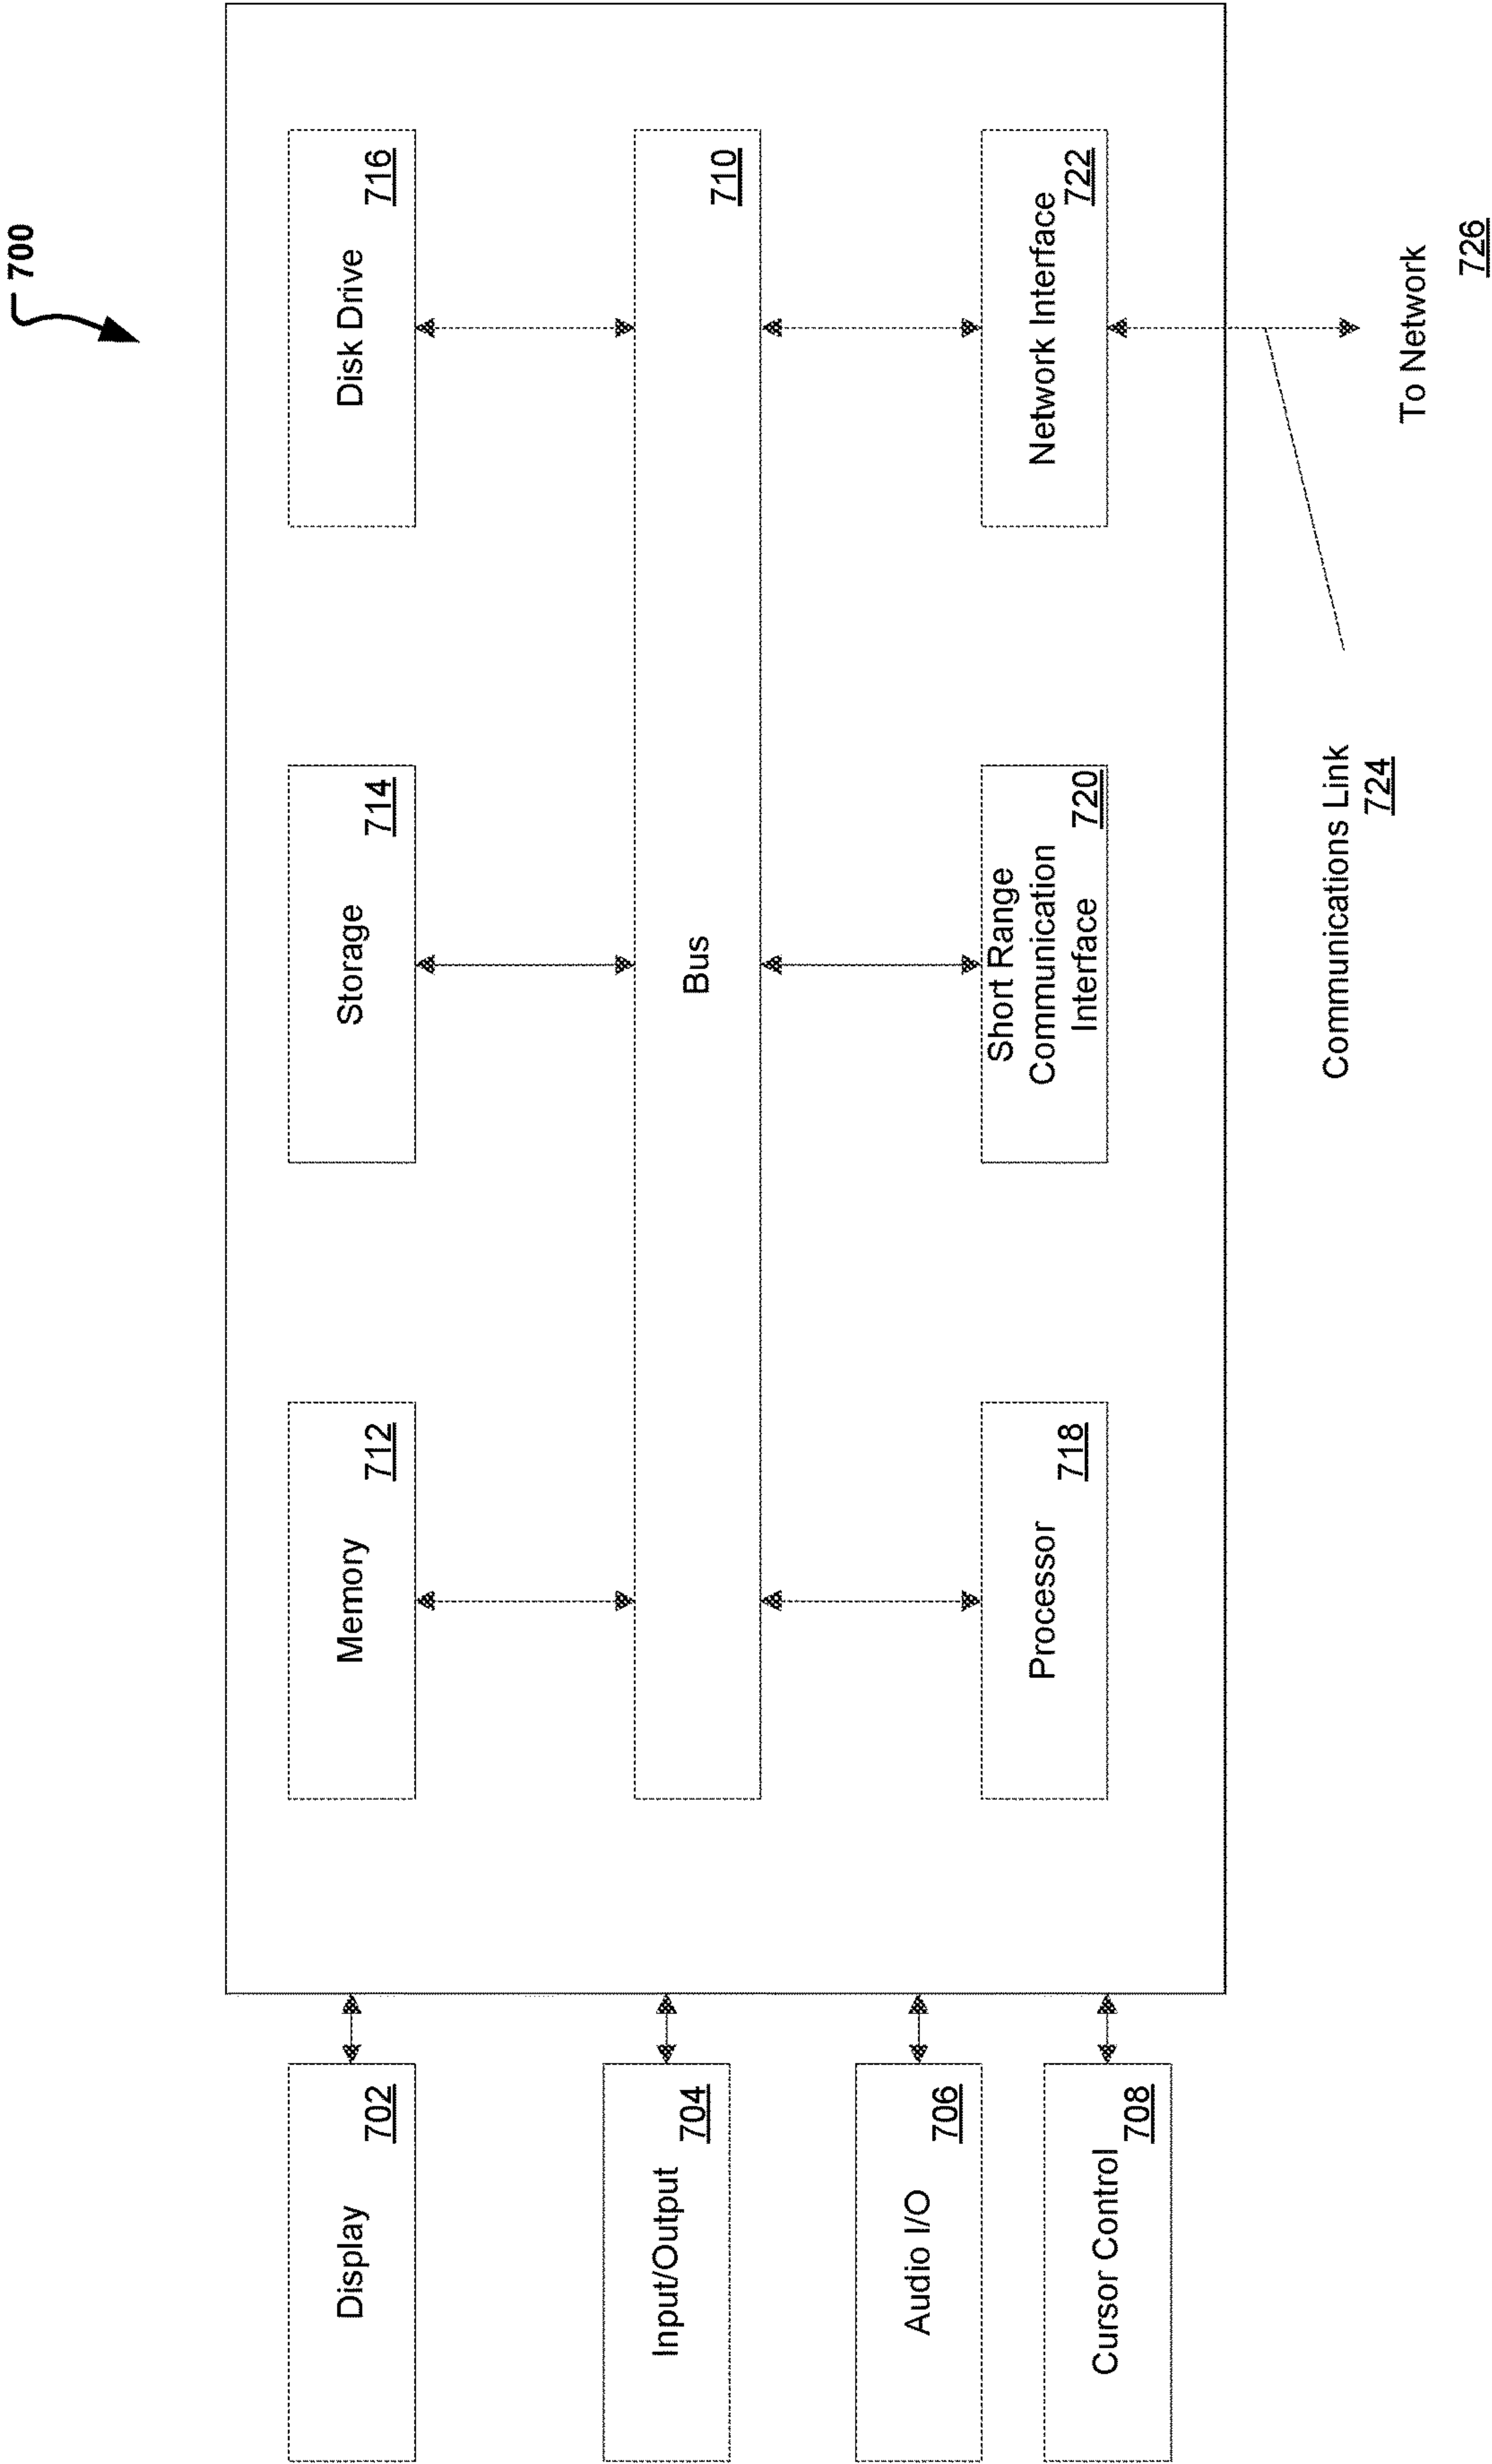 700
Display
702
Input/Output
704
Audio I/O
706
Cursor Control
708
Memory
712
Storage
714
Disk Drive
716
Bus
710
Processor
718
Short Range
Communication
Interface
720
Network Interface
722
Communications Link
724
To Network
726